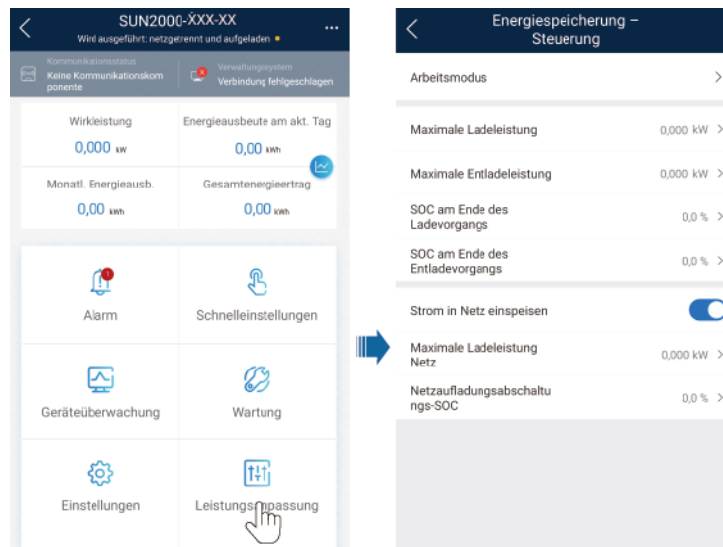 SUN2000-XXX-XX
Wird ausgeführt: netzgetrennt und aufgeladen
Kommunikationsstatus
Keine Kommunikationskom
ponente
Verwaltungssystem
Verbindung fehlgeschlagen
Wirkleistung
0,000 kW
Energieausbeute am akt. Tag
0,00 kWh
Monatl. Energieausb.
0,00 kWh
Gesamtenergieertrag
0,00 kWh
1
Alarm
Schnelleinstellungen
Geräteüberwachung
Wartung
Einstellungen
Leistungsanpassung
Energiespeicherung –
Steuerung
Arbeitsmodus
Maximale Ladeleistung
0,000 kW
Maximale Entladeleistung
0,000 kW
SOC am Ende des
Ladevorgangs
0,0 %
SOC am Ende des
Entladevorgangs
0,0 %
Strom in Netz einspeisen
Maximale Ladeleistung
Netz
0,000 kW
Netzaufladungsabschaltu
ngs-SOC
0,0 %